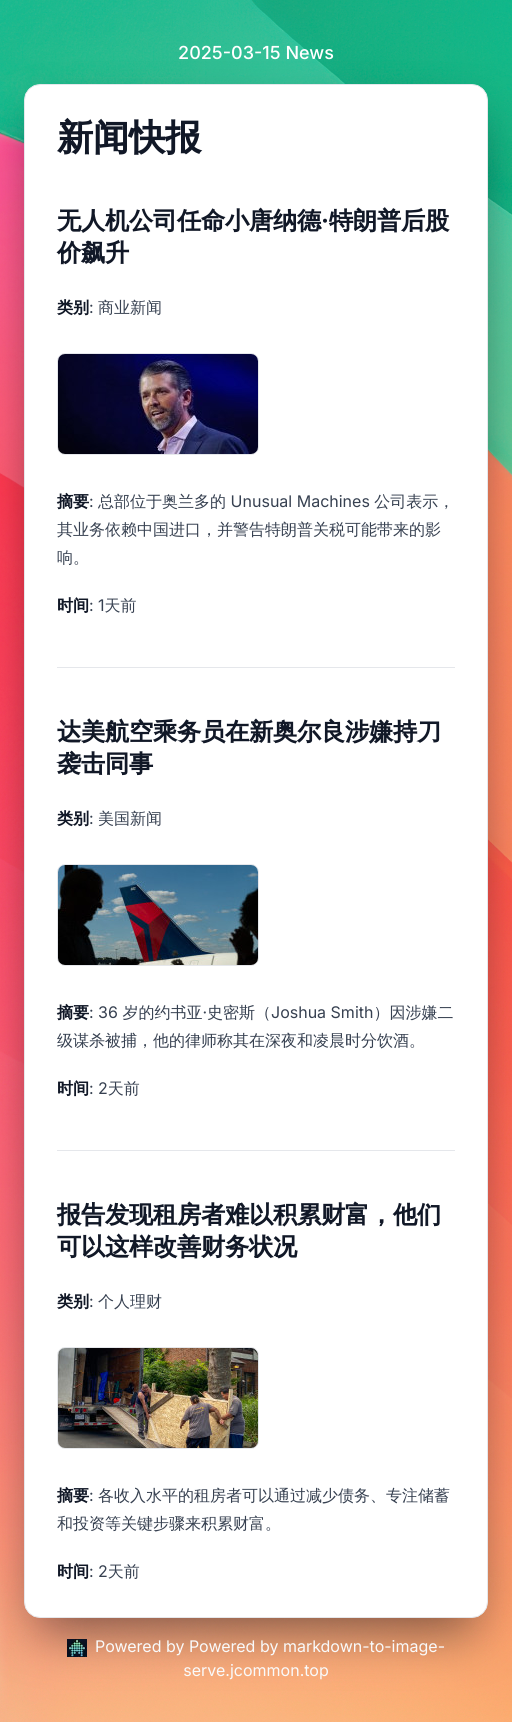 2025-03-15 News
新闻快报
无人机公司任命小唐纳德·特朗普后股
价飙升
类别: 商业新闻
摘要: 总部位于奥兰多的 Unusual Machines 公司表示，
其业务依赖中国进口，并警告特朗普关税可能带来的影
响。
时间: 1天前
达美航空乘务员在新奥尔良涉嫌持刀
袭击同事
类别: 美国新闻
摘要: 36 岁的约书亚·史密斯（Joshua Smith）因涉嫌二
级谋杀被捕，他的律师称其在深夜和凌晨时分饮酒。
时间: 2天前
报告发现租房者难以积累财富，他们
可以这样改善财务状况
类别: 个人理财
摘要: 各收入水平的租房者可以通过减少债务、专注储蓄
和投资等关键步骤来积累财富。
时间: 2天前
Powered by Powered by markdown-to-image-
serve.jcommon.top